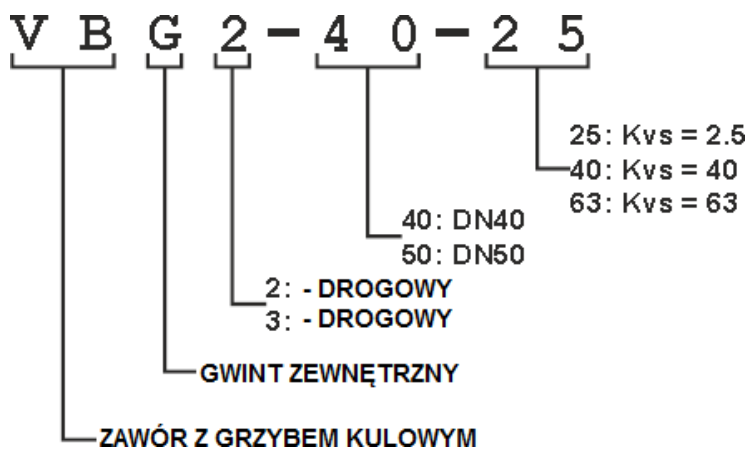 V B G 2 - 4 0 - 2 5
25: Kvs = 2.5
40: Kvs = 40
63: Kvs = 63
40: DN40
50: DN50
2: - DROGOWY
3: - DROGOWY
GWINT ZEWNĘTRZNY
ZAWÓR Z GRZYBEM KULOWYM